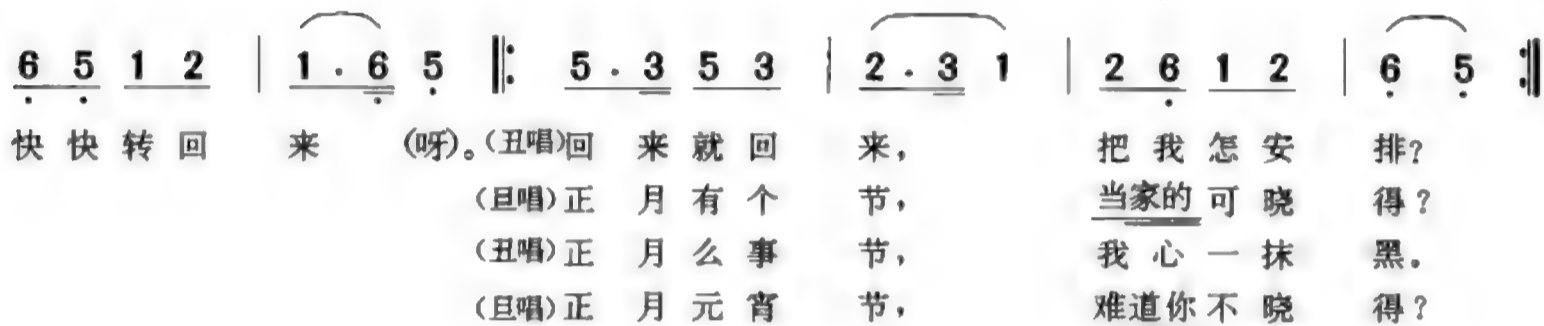 6 5 1 2 | 1 . 6 5 ‖: 5 . 3 5 3 | 2 . 3 1 | 2 6 1 2 | 6 5 :‖
快 快 转 回 来 (呀)。(丑唱)回 来 就 回 来, 把 我 怎 安 排?
(旦唱)正 月 有 个 节, 当家的 可 晓 得?
(丑唱)正 月 么 事 节, 我 心 一 抹 黑。
(旦唱)正 月 元 宵 节, 难道你 不 晓 得?